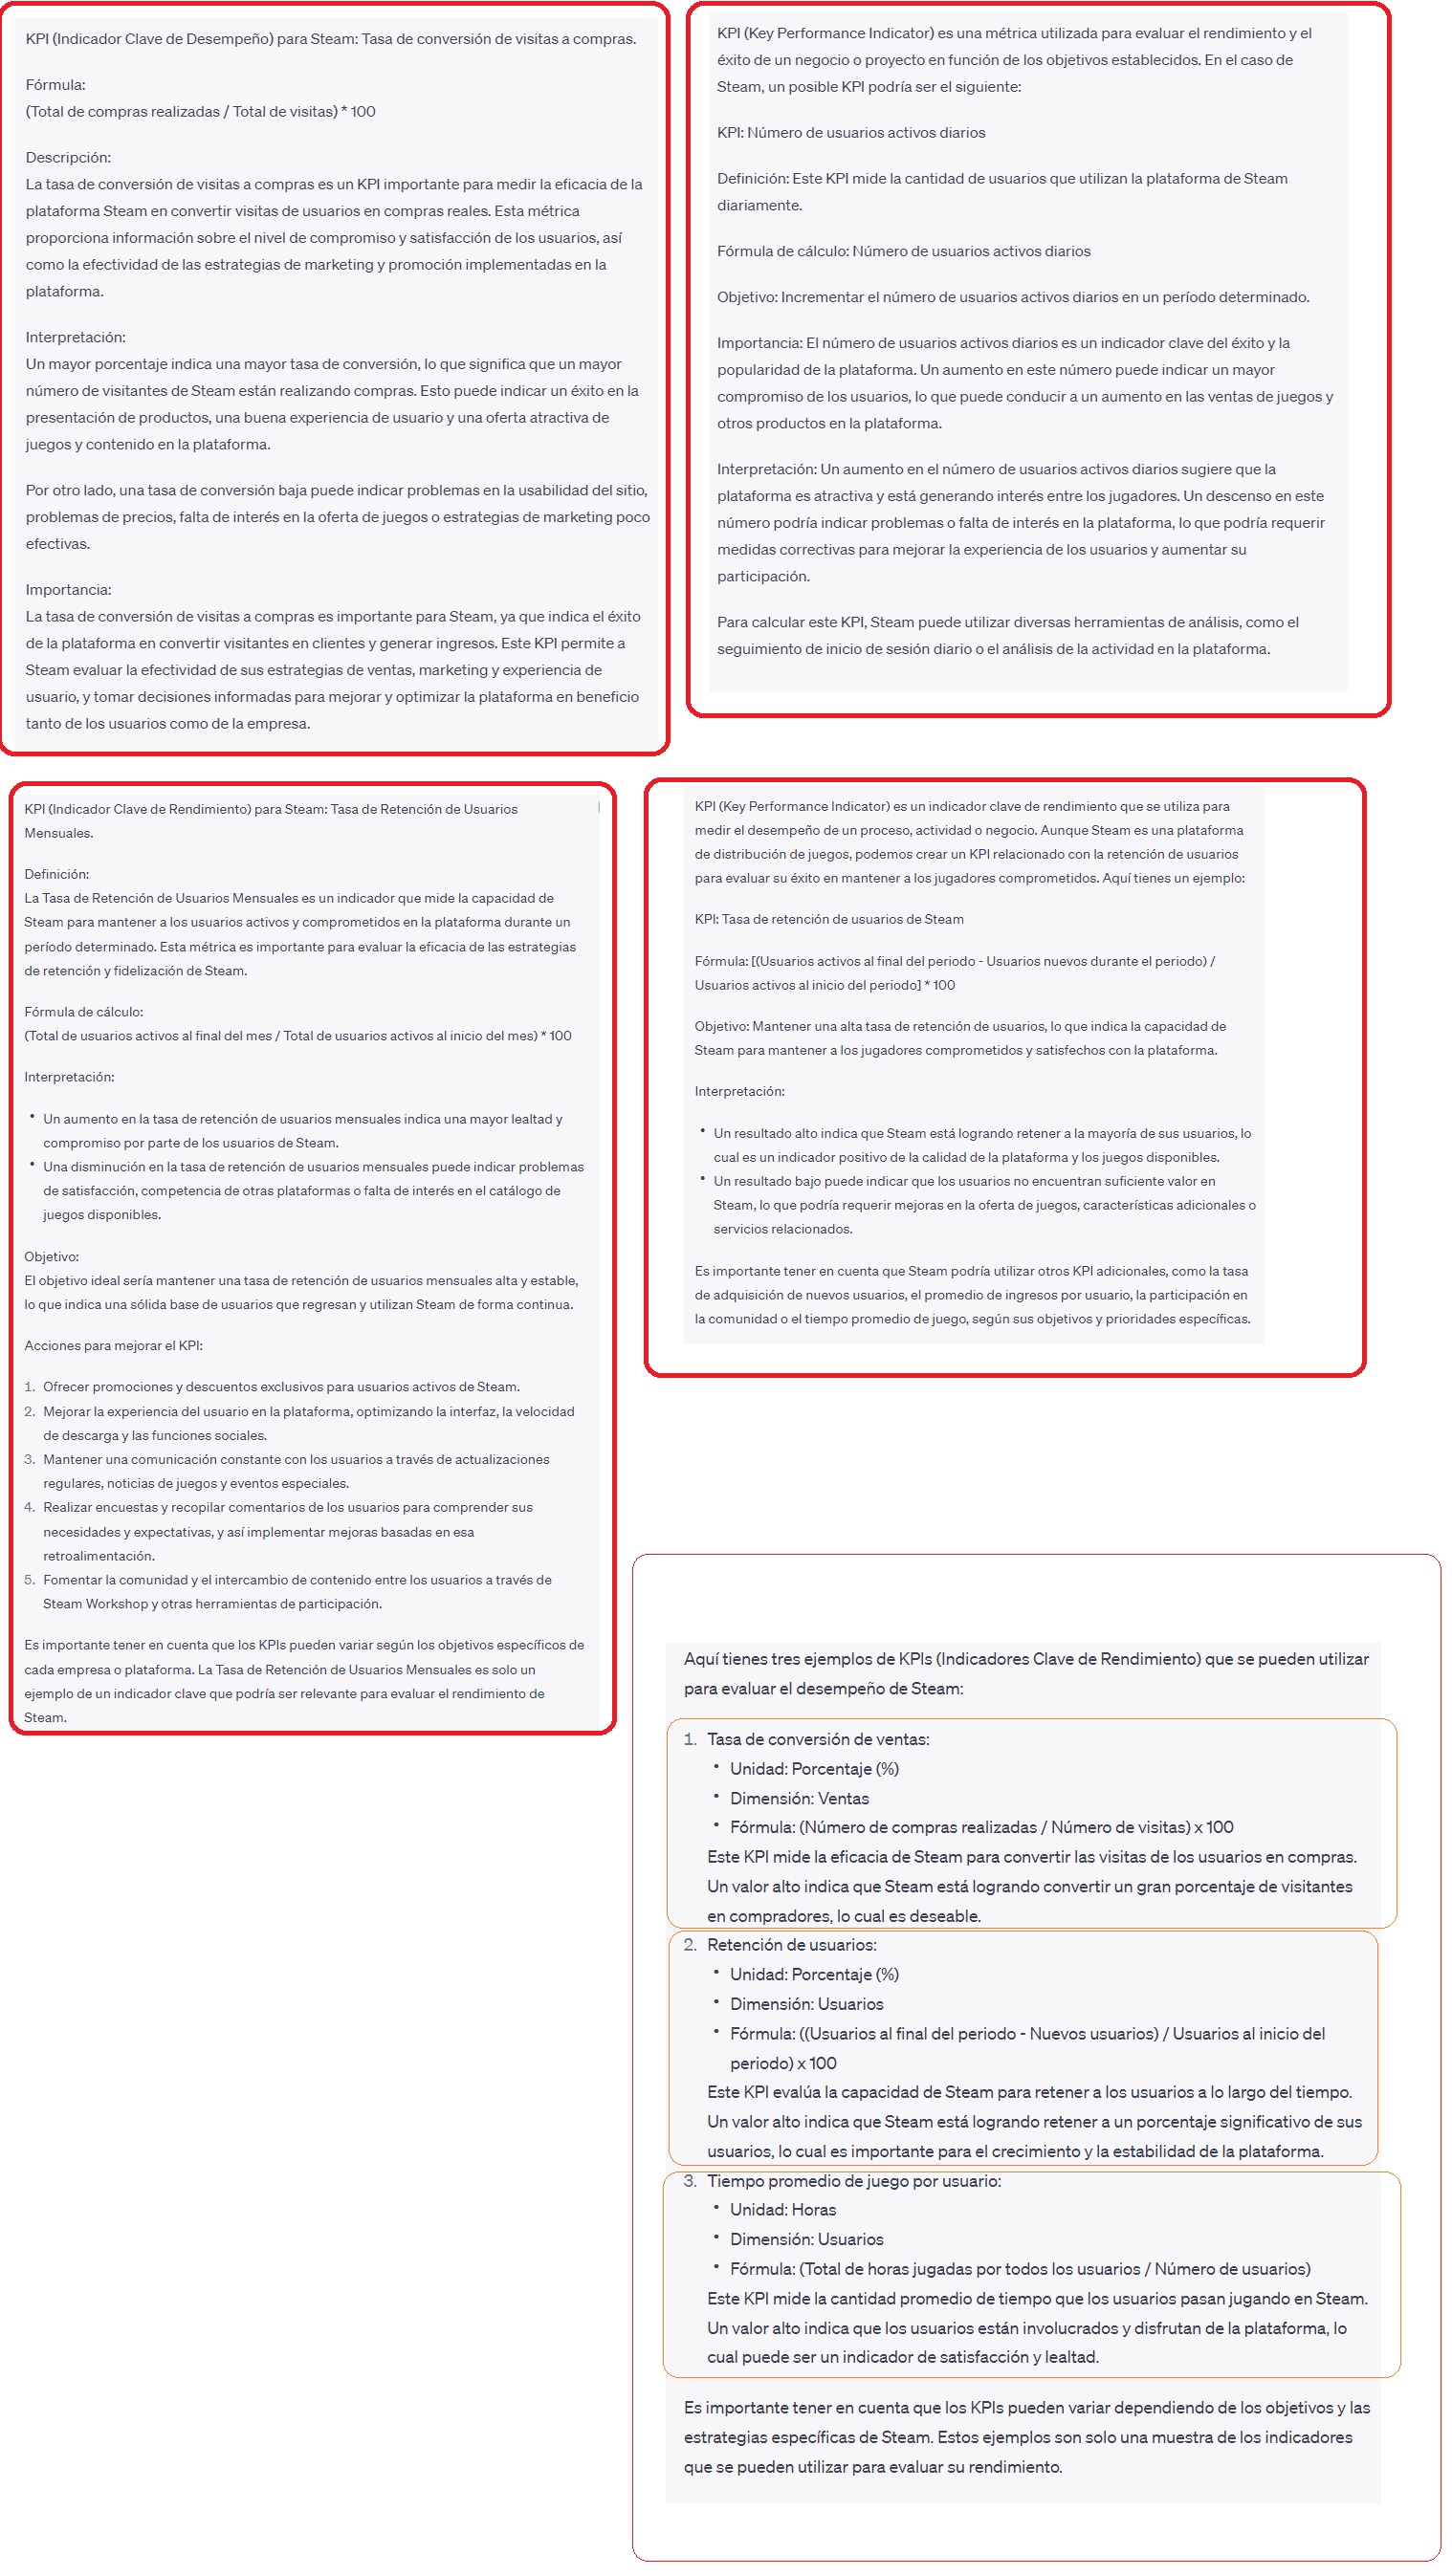 KPI (Indicador Clave de Desempeño) para Steam: Tasa de conversión de visitas a compras.
Fórmula:
(Total de compras realizadas / Total de visitas) * 100
Descripción:
La tasa de conversión de visitas a compras es un KPI importante para medir la eficacia de la
plataforma Steam en convertir visitas de usuarios en compras reales. Esta métrica
proporciona información sobre el nivel de compromiso y satisfacción de los usuarios, así
como la efectividad de las estrategias de marketing y promoción implementadas en la
plataforma.
Interpretación:
Un mayor porcentaje indica una mayor tasa de conversión, lo que significa que un mayor
número de visitantes de Steam están realizando compras. Esto puede indicar un éxito en la
presentación de productos, una buena experiencia de usuario y una oferta atractiva de
juegos y contenido en la plataforma.
Por otro lado, una tasa de conversión baja puede indicar problemas en la usabilidad del sitio,
problemas de precios, falta de interés en la oferta de juegos o estrategias de marketing poco
efectivas.
Importancia:
La tasa de conversión de visitas a compras es importante para Steam, ya que indica el éxito
de la plataforma en convertir visitantes en clientes y generar ingresos. Este KPI permite a
Steam evaluar la efectividad de sus estrategias de ventas, marketing y experiencia de
usuario, y tomar decisiones informadas para mejorar y optimizar la plataforma en beneficio
tanto de los usuarios como de la empresa.
KPI (Key Performance Indicator) es una métrica utilizada para evaluar el rendimiento y el
éxito de un negocio o proyecto en función de los objetivos establecidos. En el caso de
Steam, un posible KPI podría ser el siguiente:
KPI: Número de usuarios activos diarios
Definición: Este KPI mide la cantidad de usuarios que utilizan la plataforma de Steam
diariamente.
Fórmula de cálculo: Número de usuarios activos diarios
Objetivo: Incrementar el número de usuarios activos diarios en un período determinado.
Importancia: El número de usuarios activos diarios es un indicador clave del éxito y la
popularidad de la plataforma. Un aumento en este número puede indicar un mayor
compromiso de los usuarios, lo que puede conducir a un aumento en las ventas de juegos y
otros productos en la plataforma.
Interpretación: Un aumento en el número de usuarios activos diarios sugiere que la
plataforma es atractiva y está generando interés entre los jugadores. Un descenso en este
número podría indicar problemas o falta de interés en la plataforma, lo que podría requerir
medidas correctivas para mejorar la experiencia de los usuarios y aumentar su
participación.
Para calcular este KPI, Steam puede utilizar diversas herramientas de análisis, como el
seguimiento de inicio de sesión diario o el análisis de la actividad en la plataforma.
KPI (Indicador Clave de Rendimiento) para Steam: Tasa de Retención de Usuarios
Mensuales.
Definición:
La Tasa de Retención de Usuarios Mensuales es un indicador que mide la capacidad de
Steam para mantener a los usuarios activos y comprometidos en la plataforma durante un
período determinado. Esta métrica es importante para evaluar la eficacia de las estrategias
de retención y fidelización de Steam.
Fórmula de cálculo:
(Total de usuarios activos al final del mes / Total de usuarios activos al inicio del mes) * 100
Interpretación:
• Un aumento en la tasa de retención de usuarios mensuales indica una mayor lealtad y
compromiso por parte de los usuarios de Steam.
• Una disminución en la tasa de retención de usuarios mensuales puede indicar problemas
de satisfacción, competencia de otras plataformas o falta de interés en el catálogo de
juegos disponibles.
Objetivo:
El objetivo ideal sería mantener una tasa de retención de usuarios mensuales alta y estable,
lo que indica una sólida base de usuarios que regresan y utilizan Steam de forma continua.
Acciones para mejorar el KPI:
1. Ofrecer promociones y descuentos exclusivos para usuarios activos de Steam.
2. Mejorar la experiencia del usuario en la plataforma, optimizando la interfaz, la velocidad
de descarga y las funciones sociales.
3. Mantener una comunicación constante con los usuarios a través de actualizaciones
regulares, noticias de juegos y eventos especiales.
4. Realizar encuestas y recopilar comentarios de los usuarios para comprender sus
necesidades y expectativas, y así implementar mejoras basadas en esa
retroalimentación.
5. Fomentar la comunidad y el intercambio de contenido entre los usuarios a través de
Steam Workshop y otras herramientas de participación.
Es importante tener en cuenta que los KPIs pueden variar según los objetivos específicos de
cada empresa o plataforma. La Tasa de Retención de Usuarios Mensuales es solo un
ejemplo de un indicador clave que podría ser relevante para evaluar el rendimiento de
Steam.
KPI (Key Performance Indicator) es un indicador clave de rendimiento que se utiliza para
medir el desempeño de un proceso, actividad o negocio. Aunque Steam es una plataforma
de distribución de juegos, podemos crear un KPI relacionado con la retención de usuarios
para evaluar su éxito en mantener a los jugadores comprometidos. Aquí tienes un ejemplo:
KPI: Tasa de retención de usuarios de Steam
Fórmula: [(Usuarios activos al final del periodo - Usuarios nuevos durante el periodo) /
Usuarios activos al inicio del periodo] * 100
Objetivo: Mantener una alta tasa de retención de usuarios, lo que indica la capacidad de
Steam para mantener a los jugadores comprometidos y satisfechos con la plataforma.
Interpretación:
• Un resultado alto indica que Steam está logrando retener a la mayoría de sus usuarios, lo
cual es un indicador positivo de la calidad de la plataforma y los juegos disponibles.
• Un resultado bajo puede indicar que los usuarios no encuentran suficiente valor en
Steam, lo que podría requerir mejoras en la oferta de juegos, características adicionales o
servicios relacionados.
Es importante tener en cuenta que Steam podría utilizar otros KPI adicionales, como la tasa
de adquisición de nuevos usuarios, el promedio de ingresos por usuario, la participación en
la comunidad o el tiempo promedio de juego, según sus objetivos y prioridades específicas.
Aquí tienes tres ejemplos de KPIs (Indicadores Clave de Rendimiento) que se pueden utilizar
para evaluar el desempeño de Steam:
1. Tasa de conversión de ventas:
• Unidad: Porcentaje (%)
• Dimensión: Ventas
• Fórmula: (Número de compras realizadas / Número de visitas) x 100
Este KPI mide la eficacia de Steam para convertir las visitas de los usuarios en compras.
Un valor alto indica que Steam está logrando convertir un gran porcentaje de visitantes
en compradores, lo cual es deseable.
2. Retención de usuarios:
• Unidad: Porcentaje (%)
• Dimensión: Usuarios
• Fórmula: ((Usuarios al final del periodo - Nuevos usuarios) / Usuarios al inicio del
periodo) x 100
Este KPI evalúa la capacidad de Steam para retener a los usuarios a lo largo del tiempo.
Un valor alto indica que Steam está logrando retener a un porcentaje significativo de sus
usuarios, lo cual es importante para el crecimiento y la estabilidad de la plataforma.
3. Tiempo promedio de juego por usuario:
• Unidad: Horas
• Dimensión: Usuarios
• Fórmula: (Total de horas jugadas por todos los usuarios / Número de usuarios)
Este KPI mide la cantidad promedio de tiempo que los usuarios pasan jugando en Steam.
Un valor alto indica que los usuarios están involucrados y disfrutan de la plataforma, lo
cual puede ser un indicador de satisfacción y lealtad.
Es importante tener en cuenta que los KPIs pueden variar dependiendo de los objetivos y las
estrategias específicas de Steam. Estos ejemplos son solo una muestra de los indicadores
que se pueden utilizar para evaluar su rendimiento.